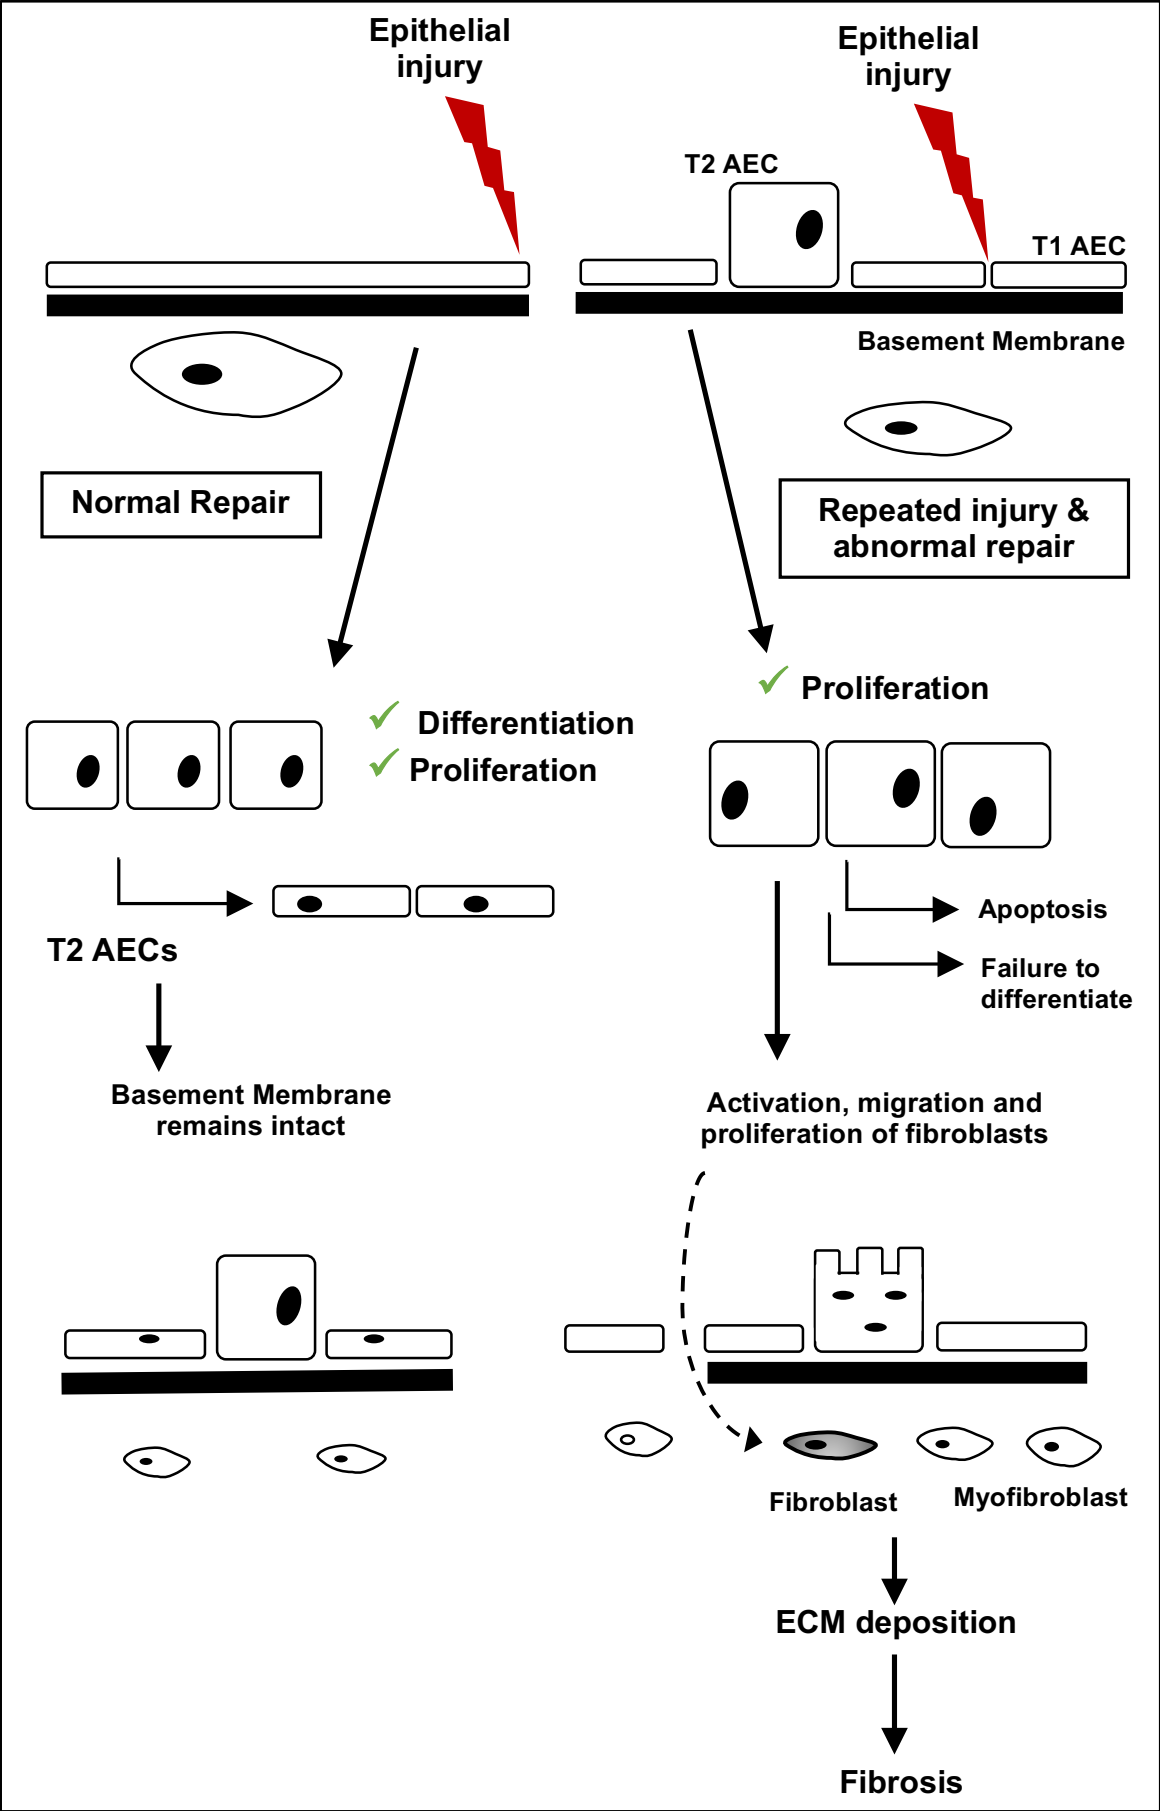 Epithelial
injury
Epithelial
injury
T2 AEC
T1 AEC
Basement Membrane
Normal Repair
Repeated injury &
abnormal repair
Differentiation
Proliferation
Proliferation
T2 AECs
Apoptosis
Failure to
differentiate
Basement Membrane
remains intact
Activation, migration and
proliferation of fibroblasts
Fibroblast
Myofibroblast
ECM deposition
Fibrosis